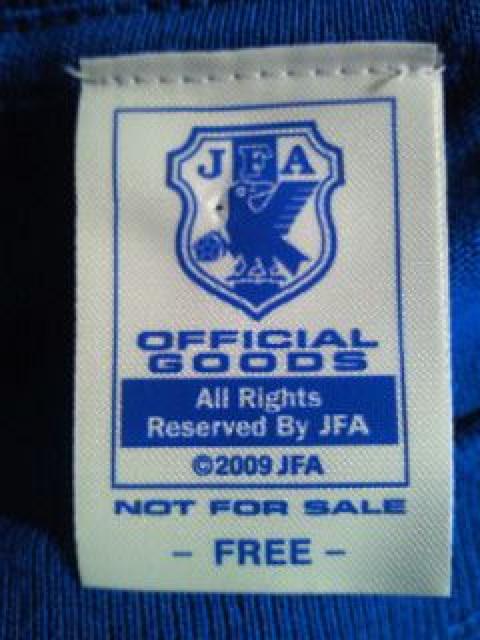 JFA
OFFICIAL
GOODS
All Rights
Reserved By JFA
©2009 JFA
NOT FOR SALE
- FREE -